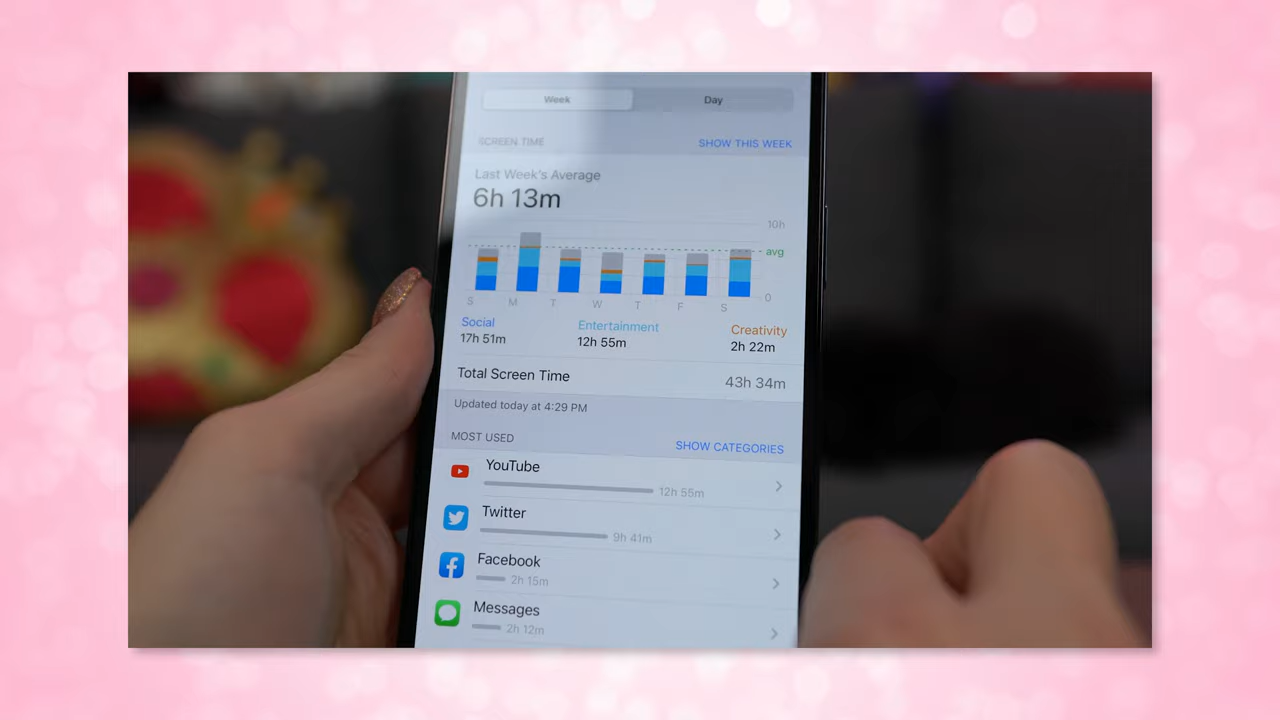 Week Day
SCREEN TIME SHOW THIS WEEK
Last Week's Average
6h 13m
10h
avg
0
S M T W T F S
Social Entertainment Creativity
17h 51m 12h 55m 2h 22m
Total Screen Time 43h 34m
Updated today at 4:29 PM
MOST USED SHOW CATEGORIES
YouTube
12h 55m
Twitter
9h 41m
Facebook
2h 15m
Messages
2h 12m